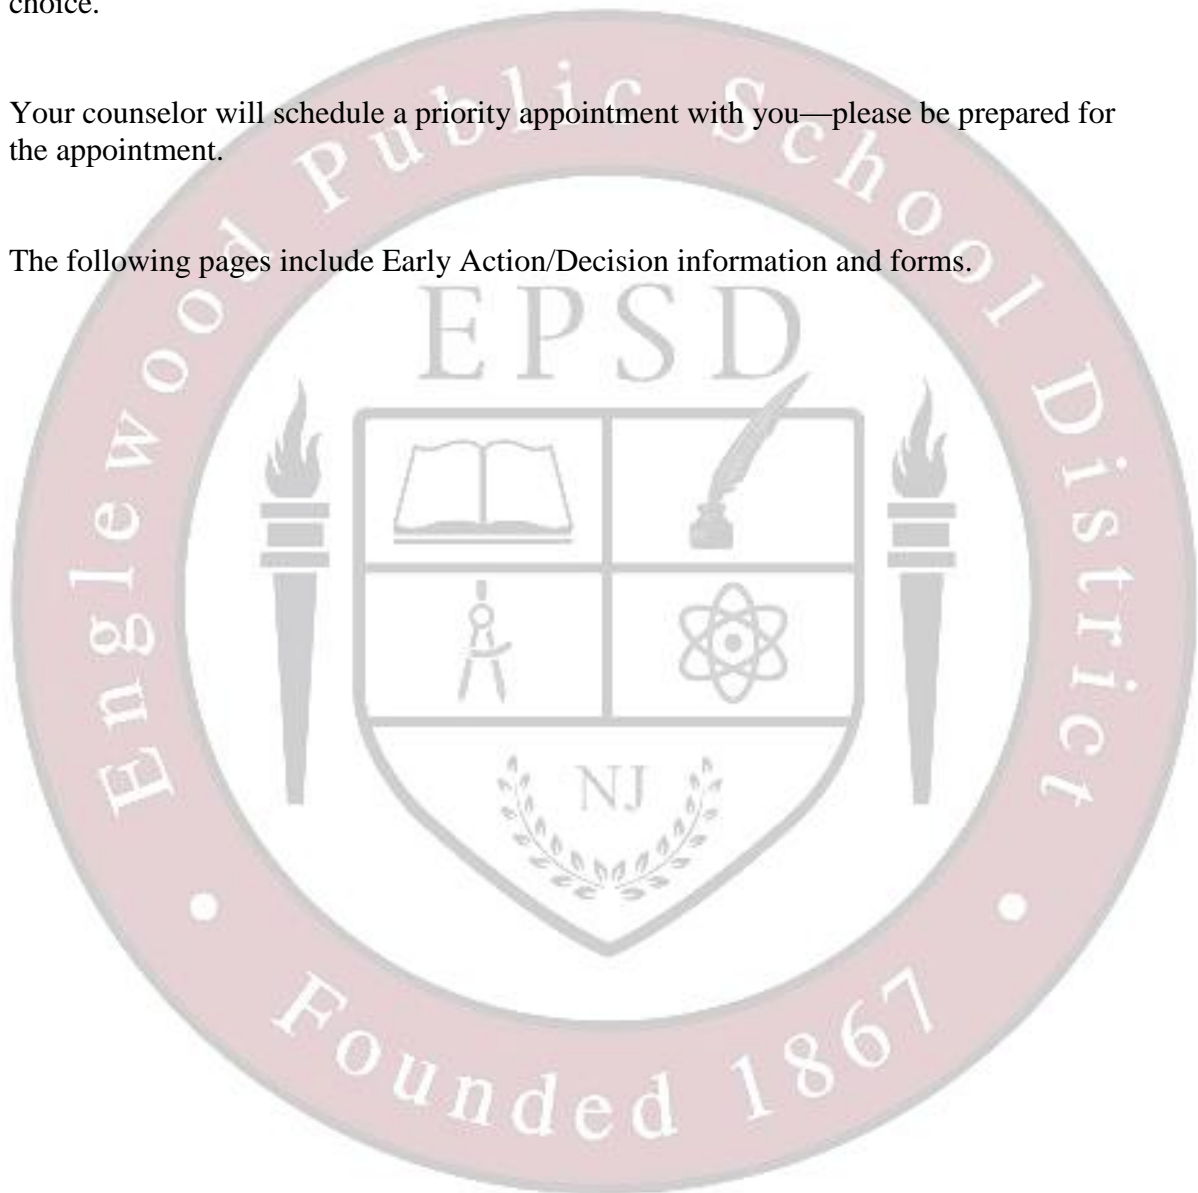 choice.
Your counselor will schedule a priority appointment with you—please be prepared for
the appointment.
The following pages include Early Action/Decision information and forms.
Englewood Public School District
EPSD
NJ
Founded 1867